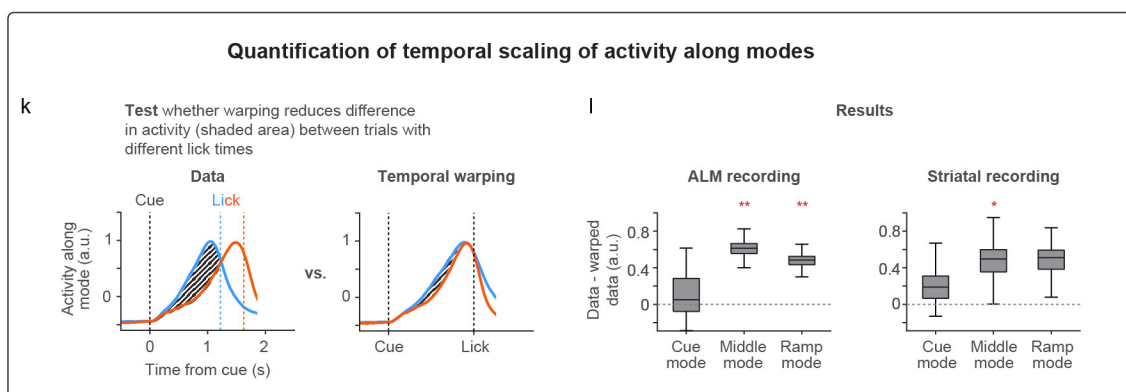 Quantification of temporal scaling of activity along modes
k
Test whether warping reduces difference
in activity (shaded area) between trials with
different lick times
Data
Cue
Lick
Activity along
mode (a.u.)
1
0
0
1
2
Time from cue (s)
vs.
Temporal warping
1
0
Cue
Lick
l
Results
ALM recording
**
**
Data - warped
data (a.u.)
0.8
0.4
0
Cue
mode
Middle
mode
Ramp
mode
Striatal recording
*
0.8
0.4
0
Cue
mode
Middle
mode
Ramp
mode